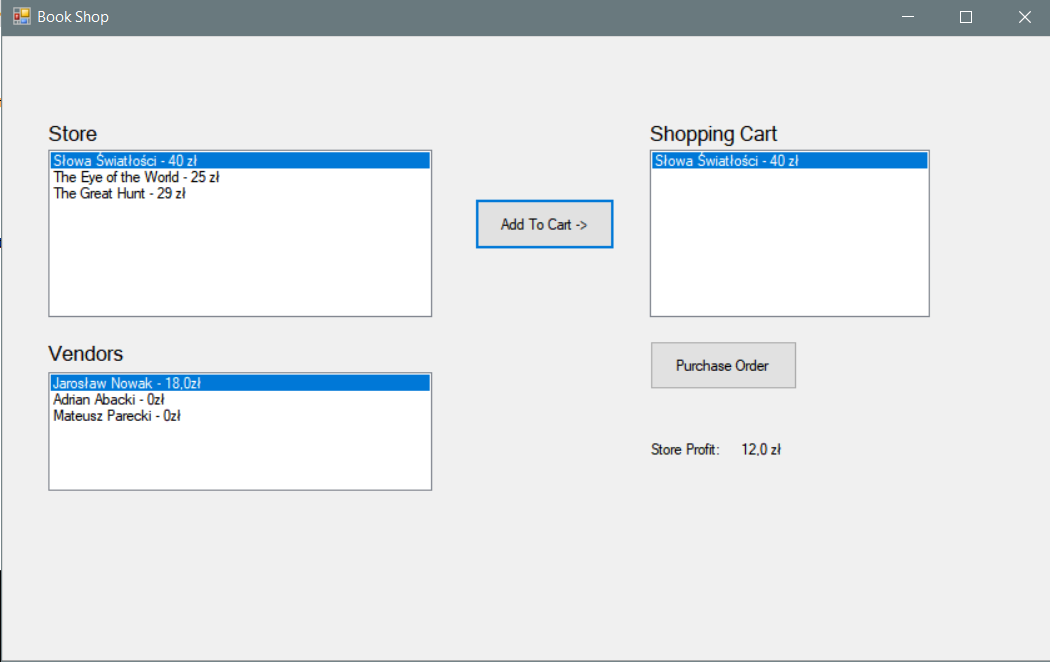 Book Shop
Store
Słowa Światłości - 40 zł
The Eye of the World - 25 zł
The Great Hunt - 29 zł
Add To Cart ->
Shopping Cart
Słowa Światłości - 40 zł
Vendors
Jarosław Nowak - 18,0zł
Adrian Abacki - 0zł
Mateusz Parecki - 0zł
Purchase Order
Store Profit: 12,0 zł